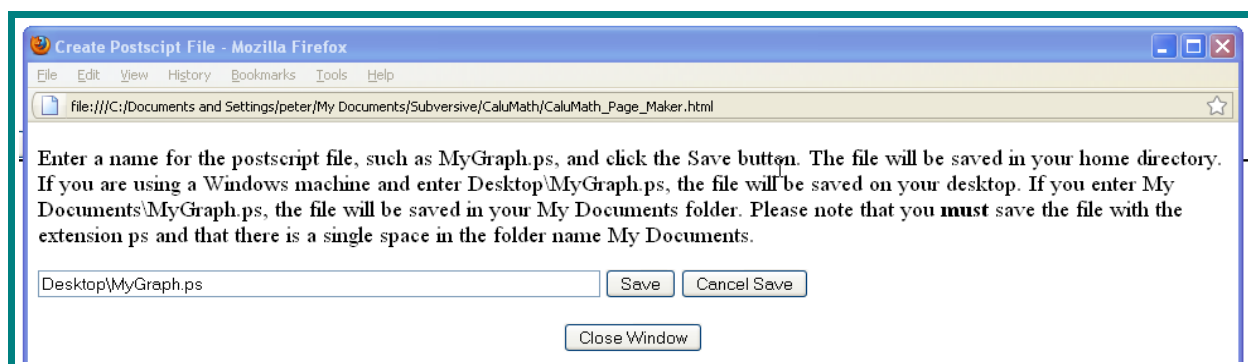 Create Postscipt File - Mozilla Firefox
File Edit View History Bookmarks Tools Help
file:///C:/Documents and Settings/peter/My Documents/Subversive/CaluMath/CaluMath_Page_Maker.html
Enter a name for the postscript file, such as MyGraph.ps, and click the Save button. The file will be saved in your home directory.
If you are using a Windows machine and enter Desktop\MyGraph.ps, the file will be saved on your desktop. If you enter My
Documents\MyGraph.ps, the file will be saved in your My Documents folder. Please note that you must save the file with the
extension ps and that there is a single space in the folder name My Documents.
Desktop\MyGraph.ps Save Cancel Save
Close Window